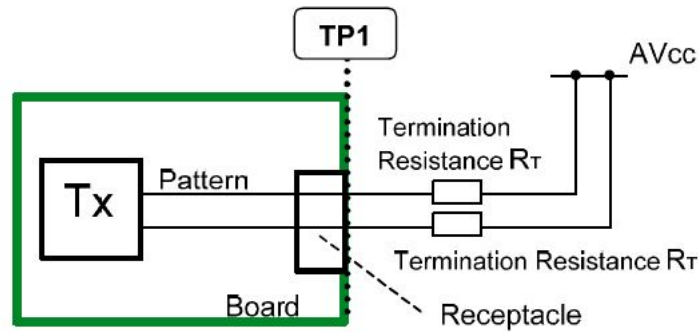 TP1
AVcc
Termination
Resistance RT
Tx
Pattern
Termination Resistance RT
Board
Receptacle